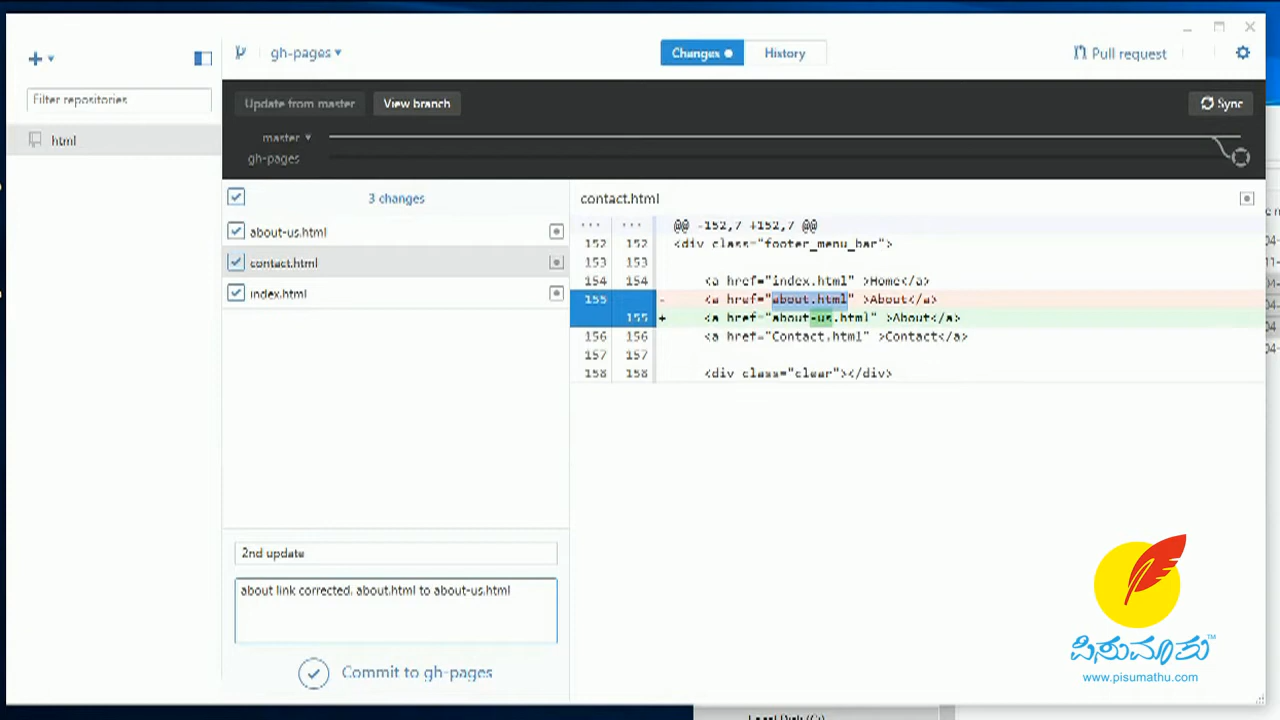 gh-pages
Changes
History
Pull request
Filter repositories
Update from master
View branch
Sync
html
master
gh-pages
3 changes
contact.html
about-us.html
contact.html
index.html
... ... @@ -152,7 +152,7 @@
152 152 <div class="footer_menu_bar">
153 153
154 154 <a href="index.html" >Home</a>
155 - <a href="about.html" >About</a>
155 + <a href="about-us.html" >About</a>
156 156 <a href="Contact.html" >Contact</a>
157 157
158 158 <div class="clear"></div>
2nd update
about link corrected. about.html to about-us.html
Commit to gh-pages
ಪಿಸುಮಾತು™
www.pisumathu.com